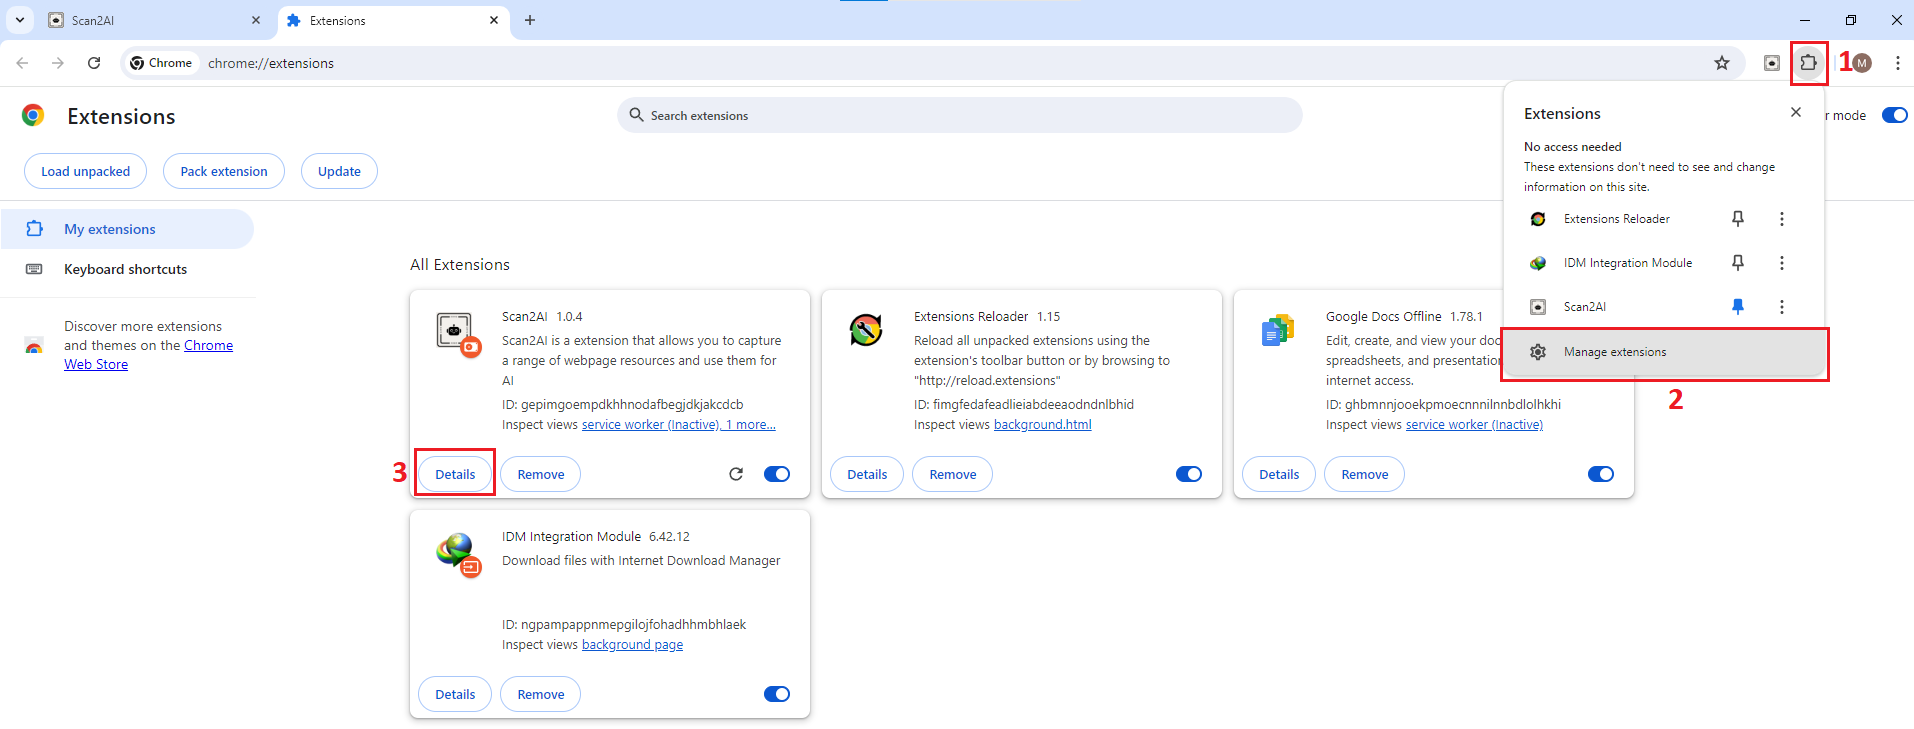 Scan2AI
Extensions
Chrome
chrome://extensions
1
M
Extensions
Search extensions
r mode
Load unpacked
Pack extension
Update
Extensions
No access needed
These extensions don't need to see and change
information on this site.
Extensions Reloader
IDM Integration Module
Scan2AI
Manage extensions
2
My extensions
Keyboard shortcuts
Discover more extensions
and themes on the Chrome
Web Store
All Extensions
Scan2AI 1.0.4
Scan2AI is a extension that allows you to capture
a range of webpage resources and use them for
AI
ID: gepimgoempdkhhnodafbegjdkjakcdcb
Inspect views service worker (Inactive), 1 more...
3
Details
Remove
Extensions Reloader 1.15
Reload all unpacked extensions using the
extension's toolbar button or by browsing to
"http://reload.extensions"
ID: fimgfedafeadlieiabdeeaodndnlbhid
Inspect views background.html
Details
Remove
Google Docs Offline 1.78.1
Edit, create, and view your doc
spreadsheets, and presentation
internet access.
ID: ghbmnnjooekpmoecnnnilnnbdlolhkhi
Inspect views service worker (Inactive)
Details
Remove
IDM Integration Module 6.42.12
Download files with Internet Download Manager
ID: ngpampappnmepgilojfohadhhmbhlaek
Inspect views background page
Details
Remove